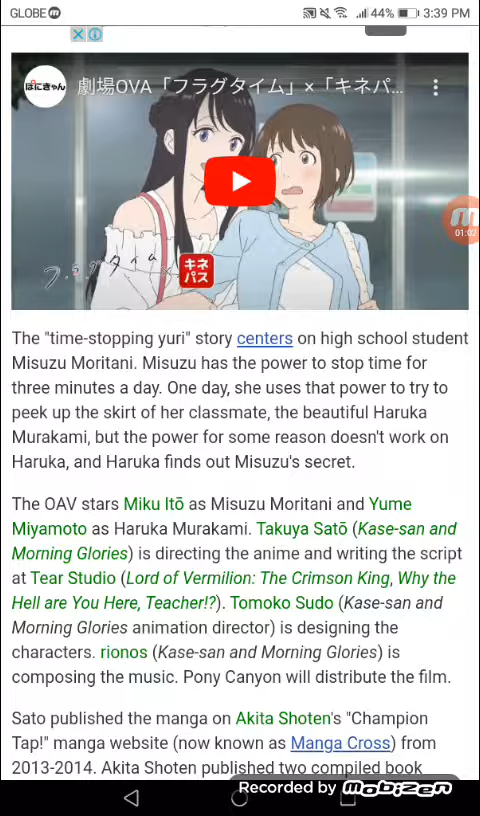 GLOBE 44% 3:39 PM
ぱにきゃん 劇場OVA「フラグタイム」×「キネパ...
01:02
フラグタイム × キネ
パス
The "time-stopping yuri" story centers on high school student
Misuzu Moritani. Misuzu has the power to stop time for
three minutes a day. One day, she uses that power to try to
peek up the skirt of her classmate, the beautiful Haruka
Murakami, but the power for some reason doesn't work on
Haruka, and Haruka finds out Misuzu's secret.
The OAV stars Miku Itō as Misuzu Moritani and Yume
Miyamoto as Haruka Murakami. Takuya Satō (Kase-san and
Morning Glories) is directing the anime and writing the script
at Tear Studio (Lord of Vermilion: The Crimson King, Why the
Hell are You Here, Teacher!?). Tomoko Sudo (Kase-san and
Morning Glories animation director) is designing the
characters. rionos (Kase-san and Morning Glories) is
composing the music. Pony Canyon will distribute the film.
Sato published the manga on Akita Shoten's "Champion
Tap!" manga website (now known as Manga Cross) from
2013-2014. Akita Shoten published two compiled book
Recorded by mobizen